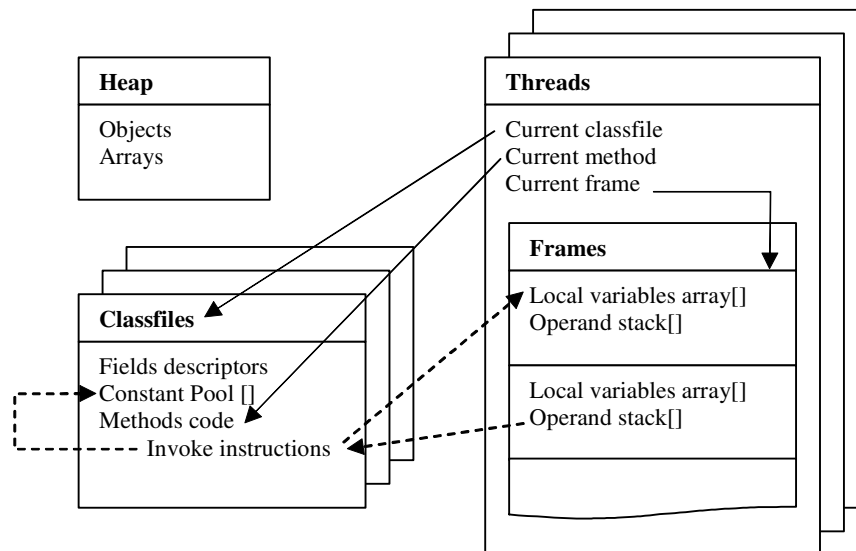 Heap
Objects
Arrays
Threads
Current classfile
Current method
Current frame
Frames
Local variables array[]
Operand stack[]
Local variables array[]
Operand stack[]
Classfiles
Fields descriptors
Constant Pool []
Methods code
Invoke instructions